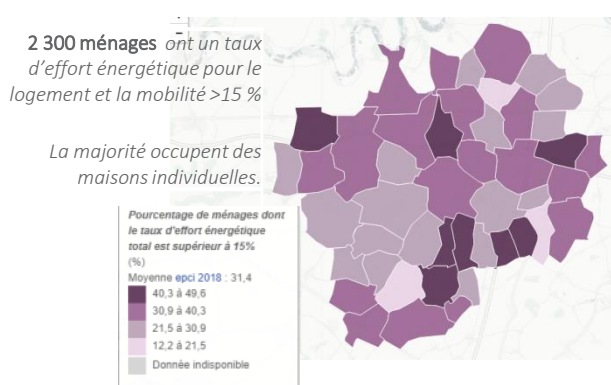 2 300 ménages ont un taux
d'effort énergétique pour le
logement et la mobilité >15 %
La majorité occupent des
maisons individuelles.
Pourcentage de ménages dont
le taux d'effort énergétique
total est supérieur à 15%
(%)
Moyenne epci 2018 : 31,4
40,3 à 49,6
30,9 à 40,3
21,5 à 30,9
12,2 à 21,5
Donnée indisponible